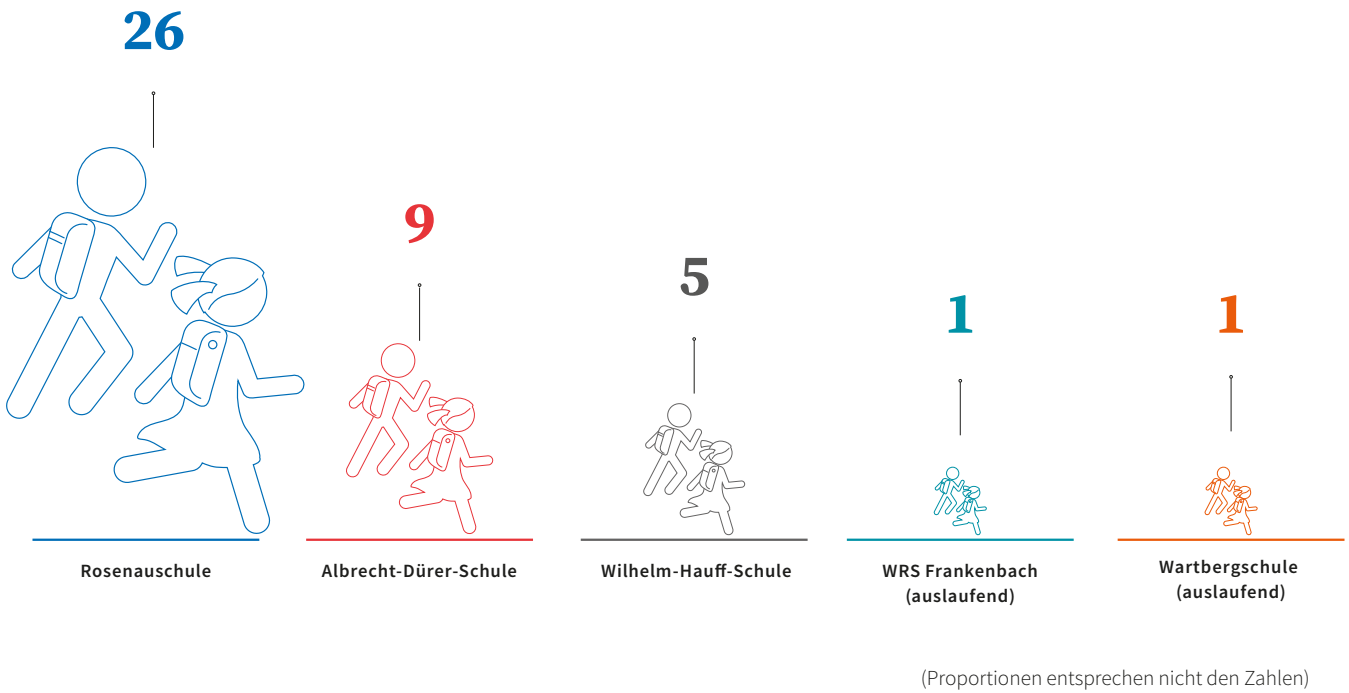 26
9
5
1
1
Rosenauschule
Albrecht-Dürer-Schule
Wilhelm-Hauff-Schule
WRS Frankenbach
(auslaufend)
Wartbergschule
(auslaufend)
(Proportionen entsprechen nicht den Zahlen)